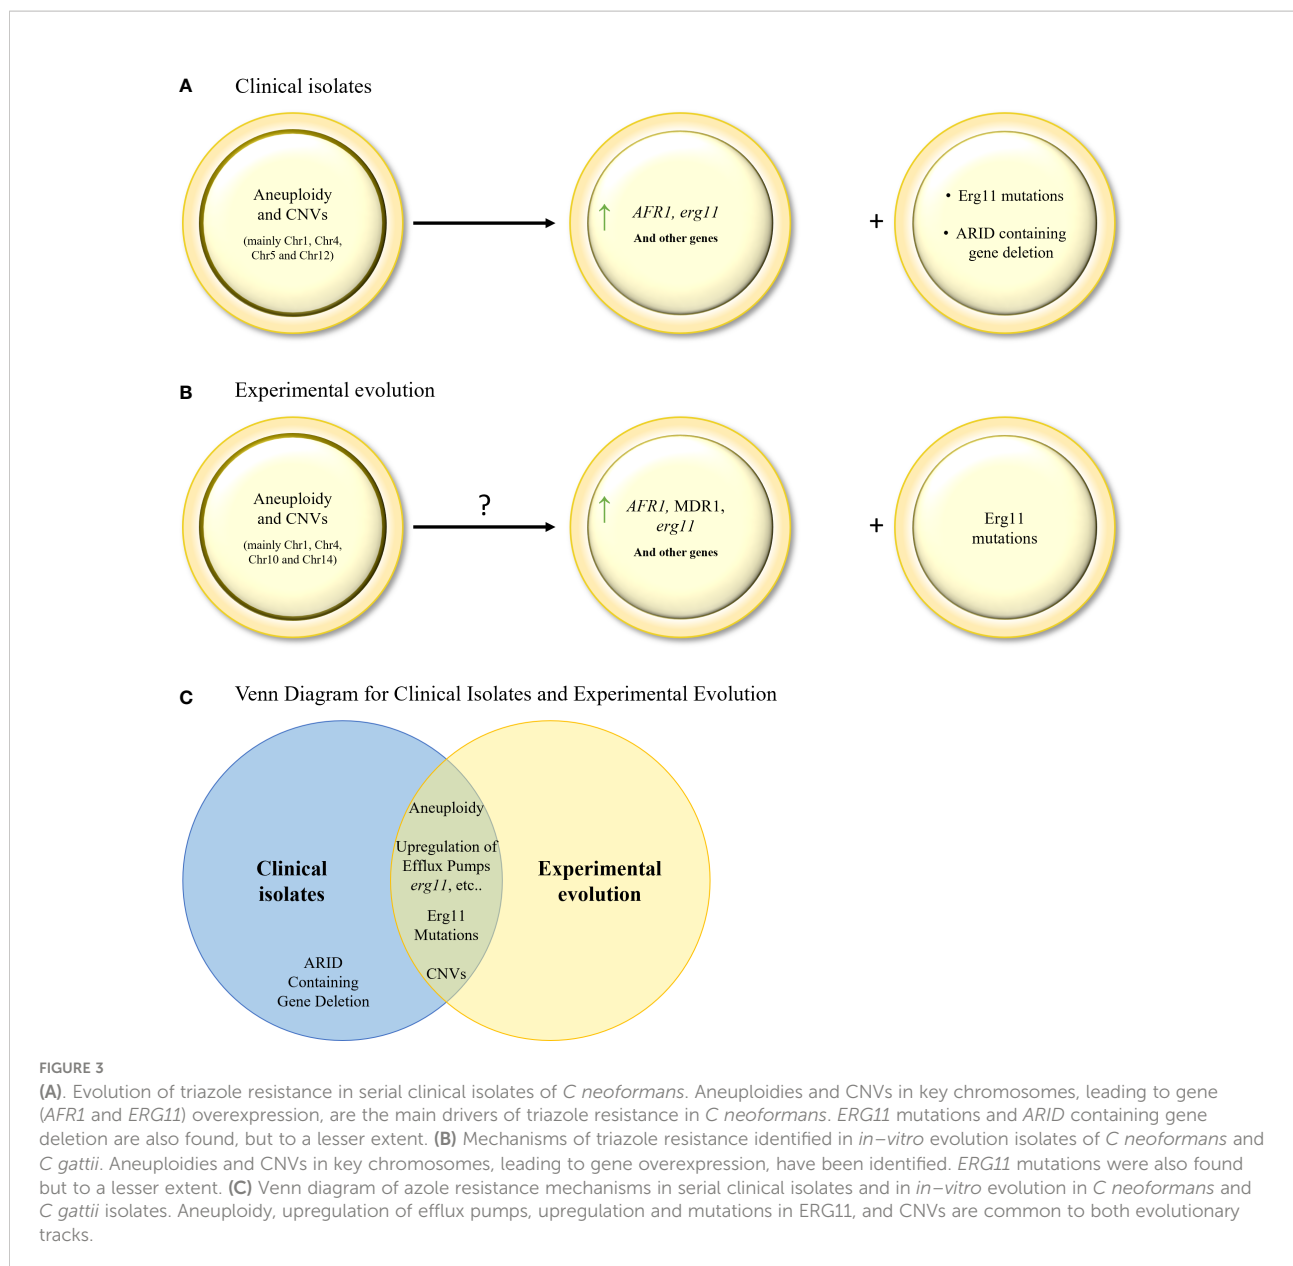 A Clinical isolates
Aneuploidy
and CNVs
(mainly Chr1, Chr4,
Chr5 and Chr12)
↑ AFR1, erg11
And other genes
+
• Erg11 mutations
• ARID containing
gene deletion
B Experimental evolution
Aneuploidy
and CNVs
(mainly Chr1, Chr4,
Chr10 and Chr14)
?
↑ AFR1, MDR1,
erg11
And other genes
+
Erg11
mutations
C Venn Diagram for Clinical Isolates and Experimental Evolution
Clinical
isolates
ARID
Containing
Gene Deletion
Aneuploidy
Upregulation of
Efflux Pumps
erg11, etc..
Erg11
Mutations
CNVs
Experimental
evolution
FIGURE 3
(A). Evolution of triazole resistance in serial clinical isolates of C neoformans. Aneuploidies and CNVs in key chromosomes, leading to gene
(AFR1 and ERG11) overexpression, are the main drivers of triazole resistance in C neoformans. ERG11 mutations and ARID containing gene
deletion are also found, but to a lesser extent. (B) Mechanisms of triazole resistance identified in in–vitro evolution isolates of C neoformans and
C gattii. Aneuploidies and CNVs in key chromosomes, leading to gene overexpression, have been identified. ERG11 mutations were also found
but to a lesser extent. (C) Venn diagram of azole resistance mechanisms in serial clinical isolates and in in–vitro evolution in C neoformans and
C gattii isolates. Aneuploidy, upregulation of efflux pumps, upregulation and mutations in ERG11, and CNVs are common to both evolutionary
tracks.